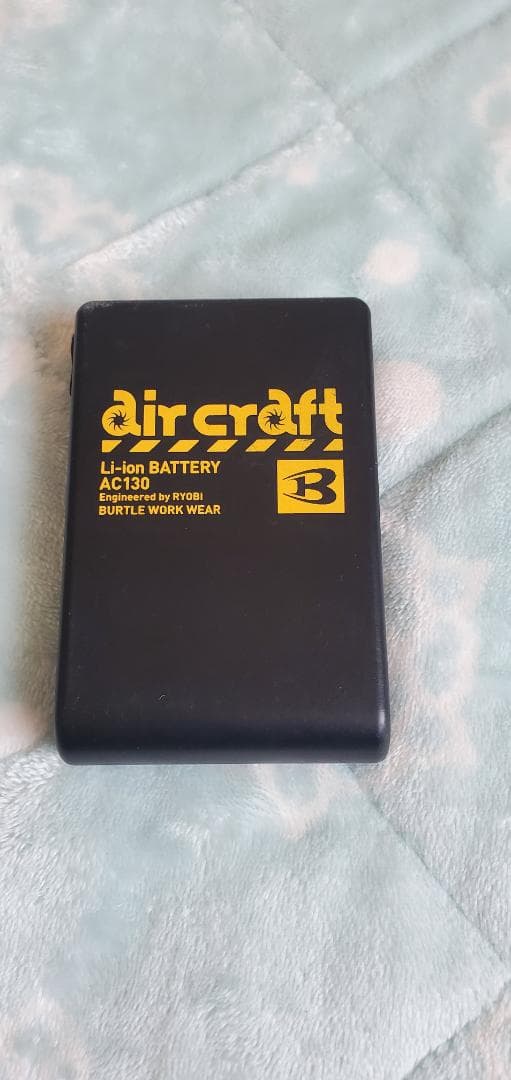 air craft
Li-ion BATTERY
AC130
Engineered by RYOBI
BURTLE WORK WEAR
B